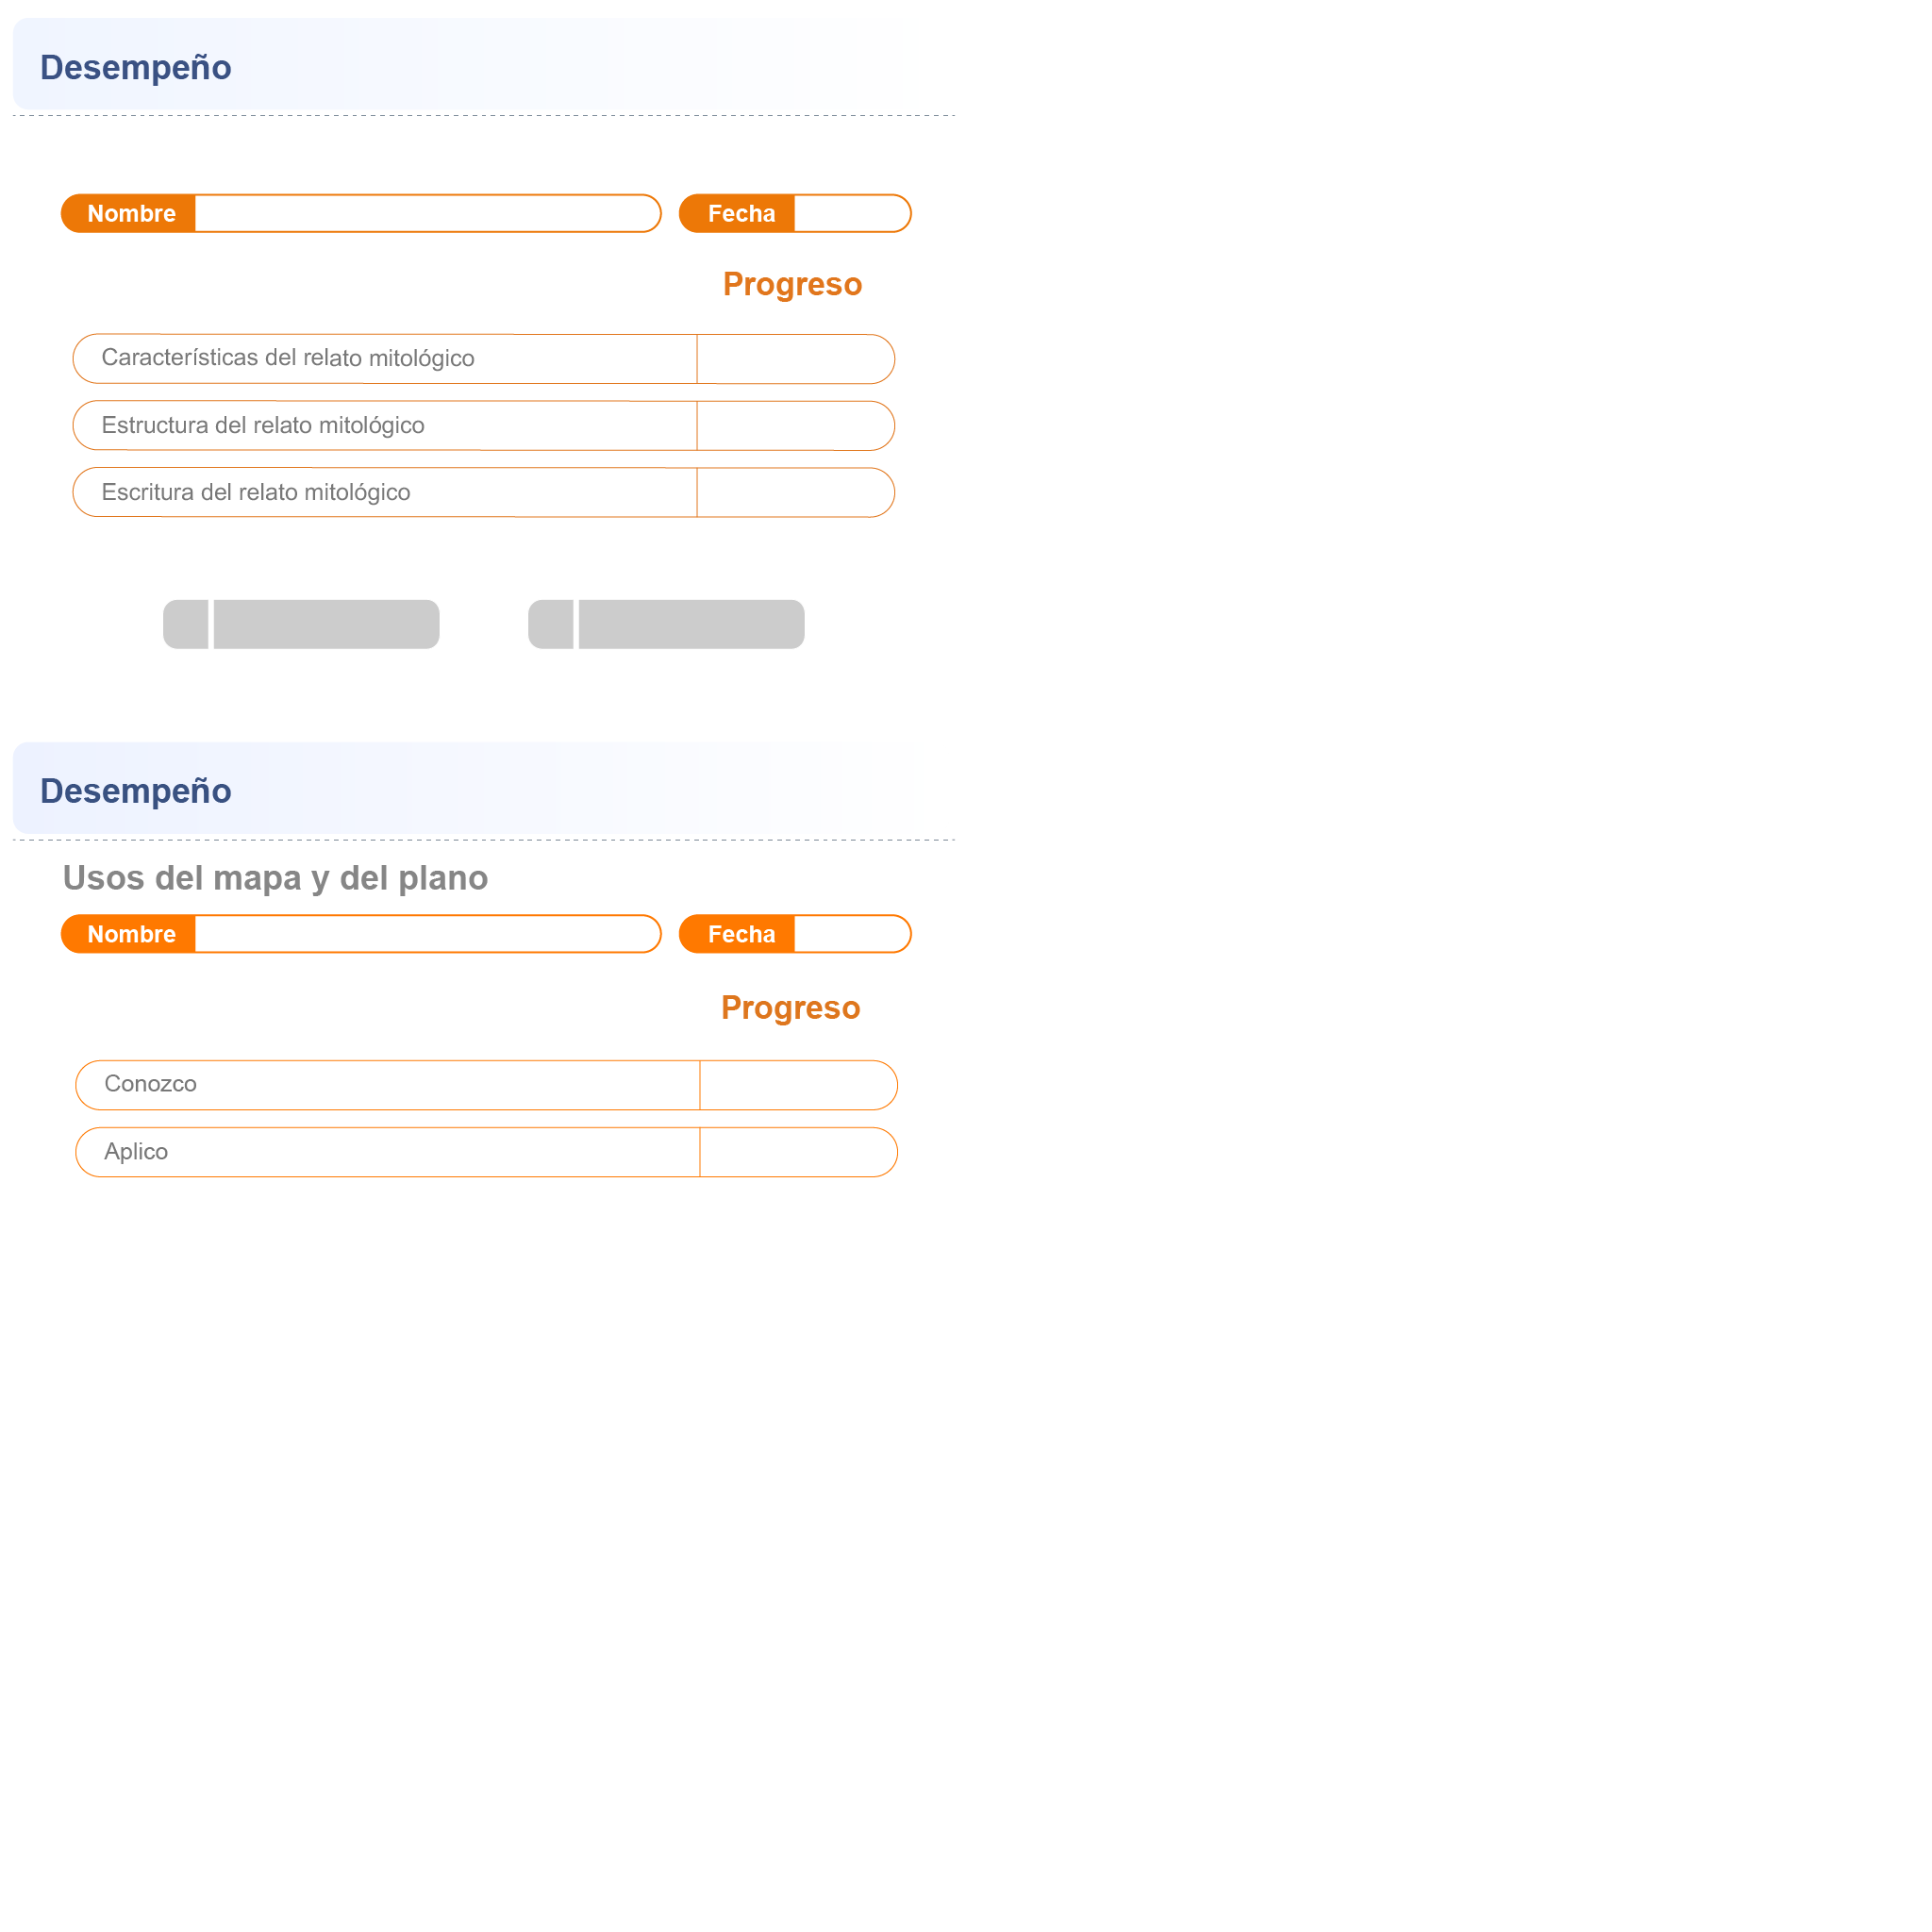 Desempeño
Nombre
Fecha
Progreso
Características del relato mitológico
Estructura del relato mitológico
Escritura del relato mitológico
Desempeño
Usos del mapa y del plano
Nombre
Fecha
Progreso
Conozco
Aplico